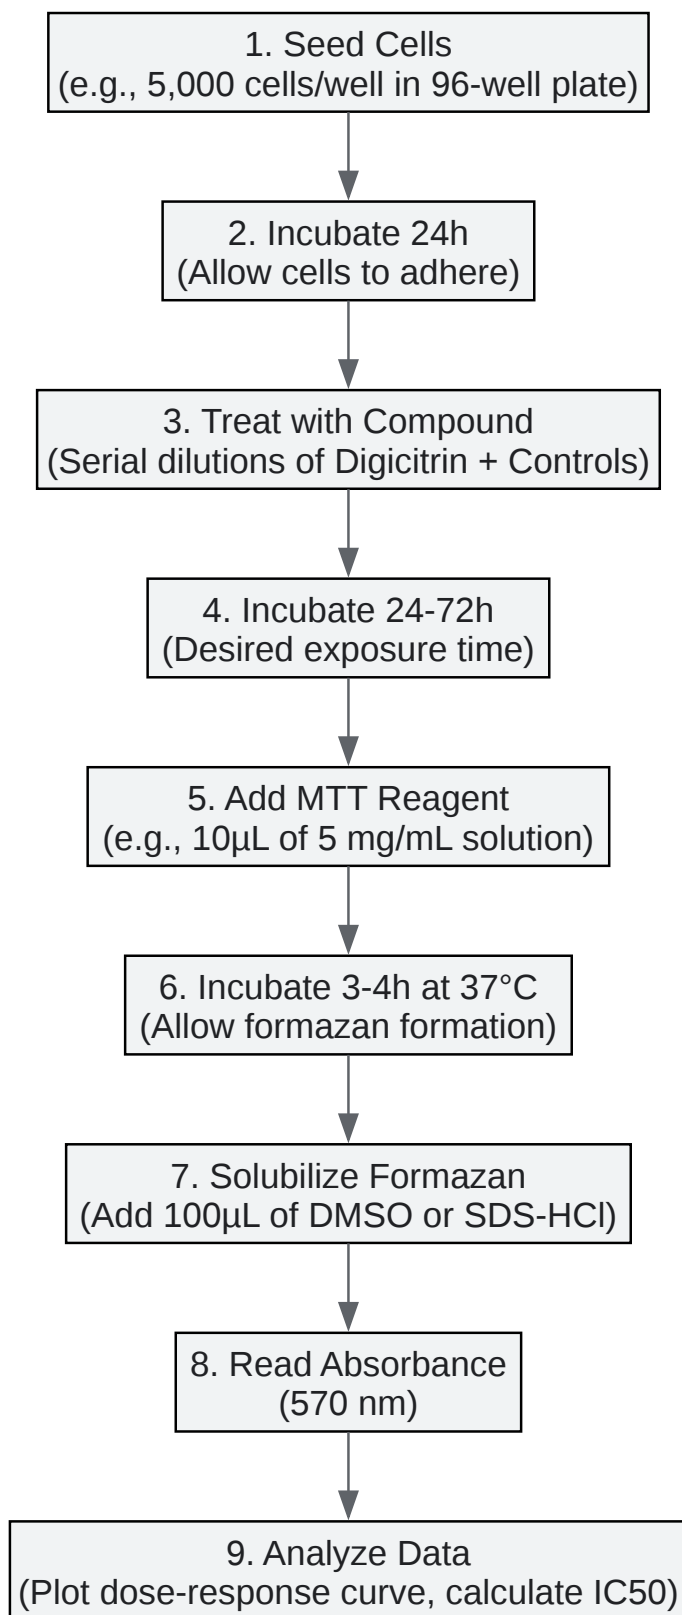 1. Seed Cells
(e.g., 5,000 cells/well in 96-well plate)
2. Incubate 24h
(Allow cells to adhere)
3. Treat with Compound
(Serial dilutions of Digicitrin + Controls)
4. Incubate 24-72h
(Desired exposure time)
5. Add MTT Reagent
(e.g., 10µL of 5 mg/mL solution)
6. Incubate 3-4h at 37°C
(Allow formazan formation)
7. Solubilize Formazan
(Add 100µL of DMSO or SDS-HCl)
8. Read Absorbance
(570 nm)
9. Analyze Data
(Plot dose-response curve, calculate IC50)